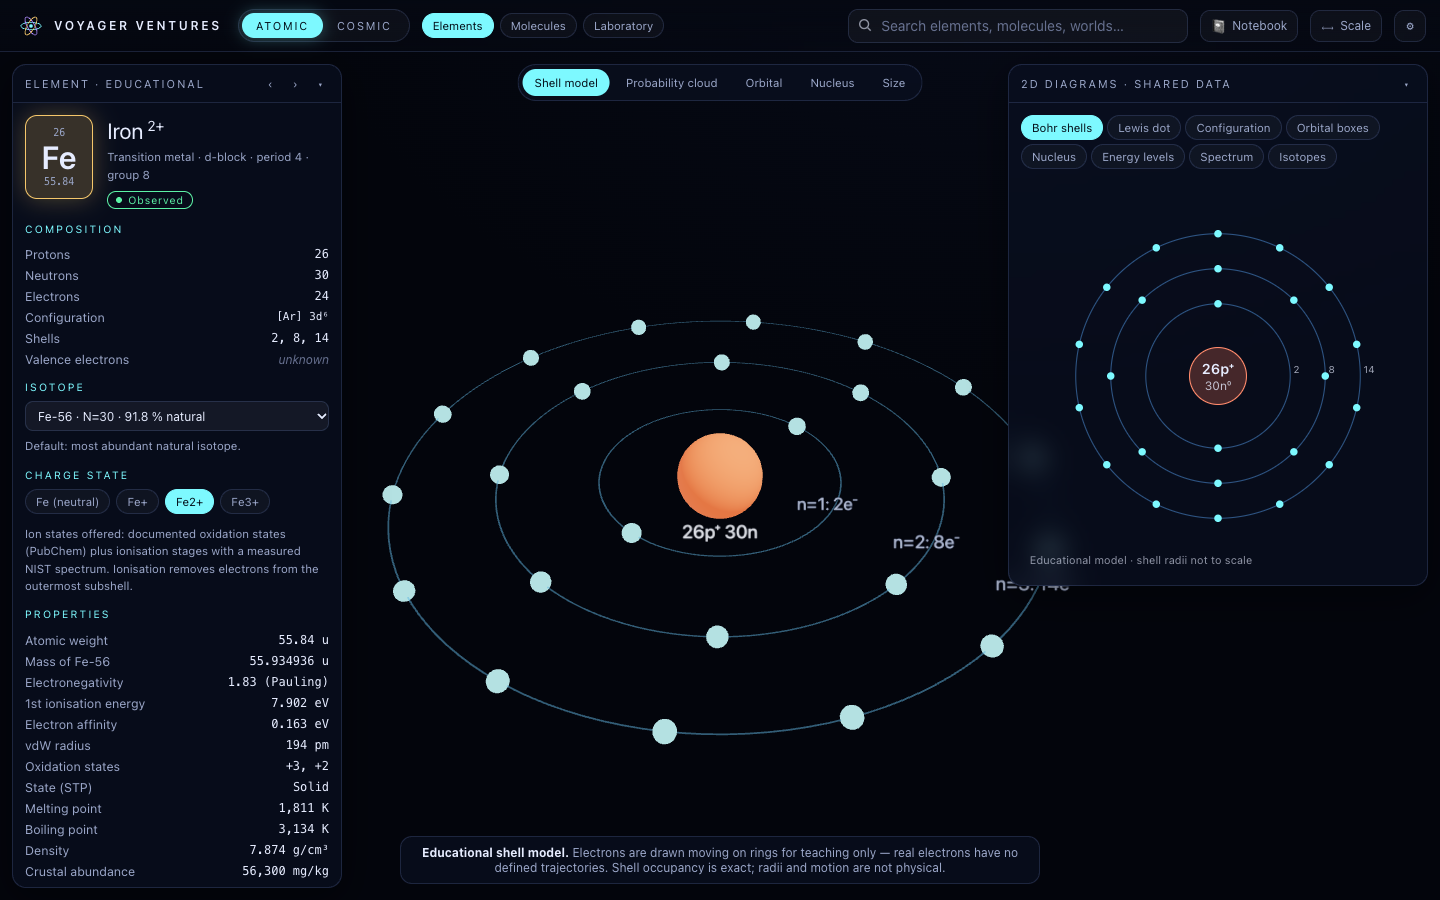 VOYAGER VENTURES
ATOMIC COSMIC
Elements Molecules Laboratory
Search elements, molecules, worlds...
Notebook
Scale
ELEMENT · EDUCATIONAL
26
Fe
55.84
Iron 2+
Transition metal · d-block · period 4 ·
group 8
Observed
COMPOSITION
Protons 26
Neutrons 30
Electrons 24
Configuration [Ar] 3d⁶
Shells 2, 8, 14
Valence electrons unknown
ISOTOPE
Fe-56 · N=30 · 91.8 % natural
Default: most abundant natural isotope.
CHARGE STATE
Fe (neutral) Fe+ Fe2+ Fe3+
Ion states offered: documented oxidation states
(PubChem) plus ionisation stages with a measured
NIST spectrum. Ionisation removes electrons from the
outermost subshell.
PROPERTIES
Atomic weight 55.84 u
Mass of Fe-56 55.934936 u
Electronegativity 1.83 (Pauling)
1st ionisation energy 7.902 eV
Electron affinity 0.163 eV
vdW radius 194 pm
Oxidation states +3, +2
State (STP) Solid
Melting point 1,811 K
Boiling point 3,134 K
Density 7.874 g/cm³
Crustal abundance 56,300 mg/kg
Shell model Probability cloud Orbital Nucleus Size
26p⁺ 30n
n=1: 2e⁻
n=2: 8e⁻
n=3: 14e⁻
Educational shell model. Electrons are drawn moving on rings for teaching only — real electrons have no
defined trajectories. Shell occupancy is exact; radii and motion are not physical.
2D DIAGRAMS · SHARED DATA
Bohr shells Lewis dot Configuration Orbital boxes
Nucleus Energy levels Spectrum Isotopes
26p⁺
30n⁰
2
8
14
Educational model · shell radii not to scale